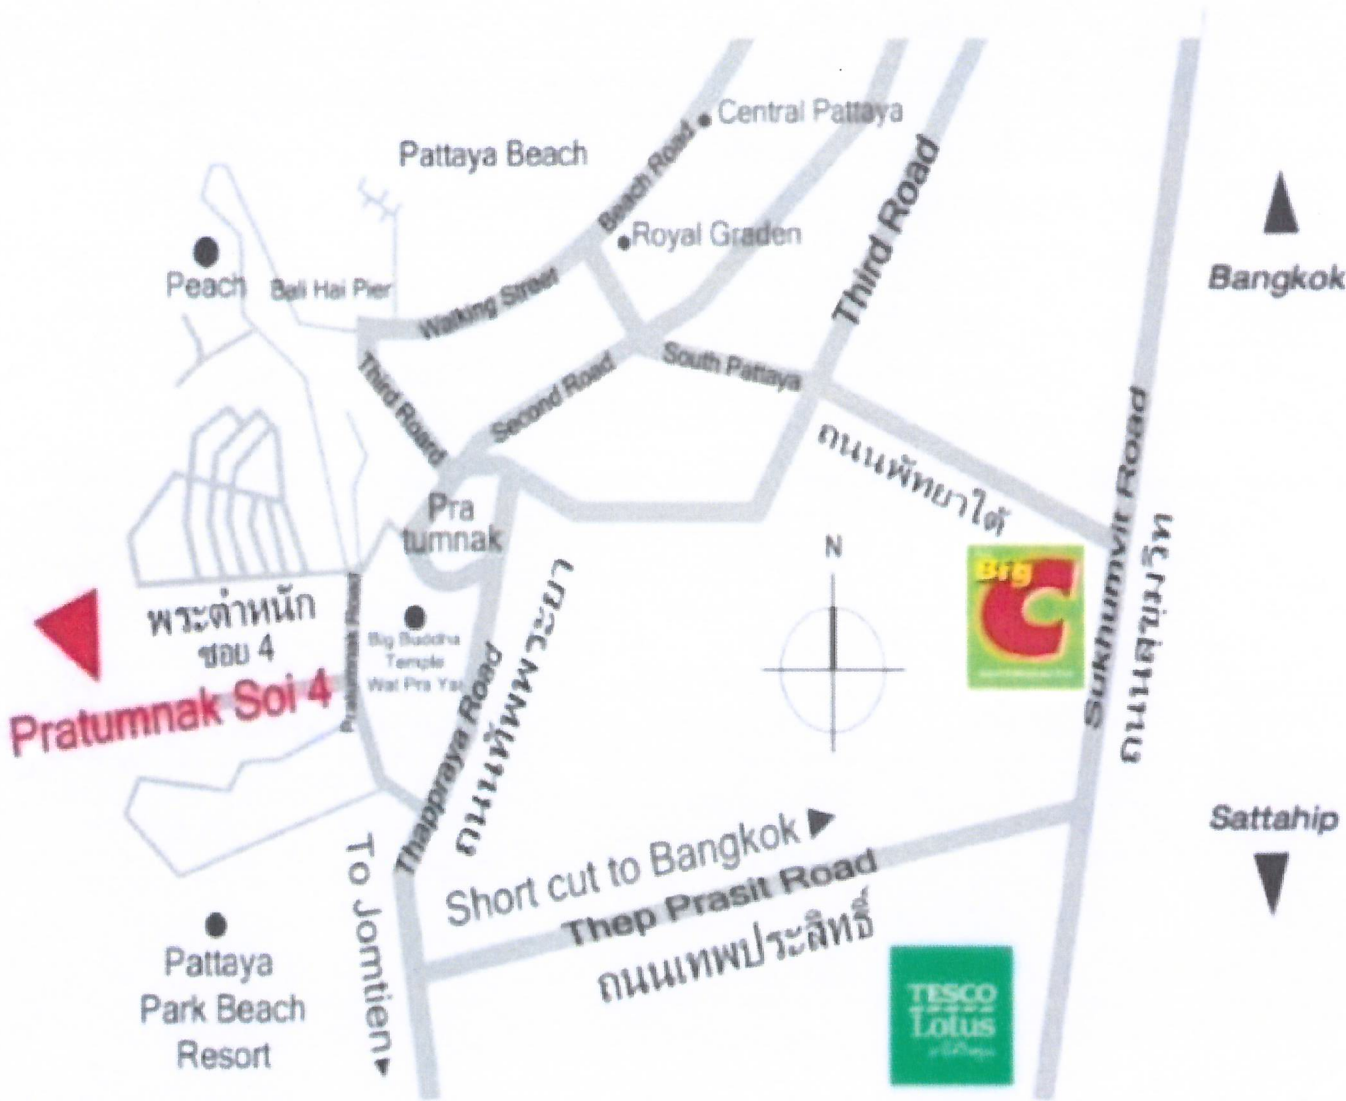 Central Pattaya
Pattaya Beach
Beach Road
Third Road
Royal Graden
Peach
Bali Hai Pier
Walking Street
Bangkok
Third Roard
Second Road
South Pattaya
ถนนพัทยาใต้
Sukhumvit Road
ถนนสุขุมวิท
Pra
tumnak
N
Big
C
พระตำหนัก
ซอย 4
Pratumnak Soi 4
Big Buddha
Temple
Wat Pra Yai
Thappraya Road
ถนนทัพพระยา
Sattahip
Short cut to Bangkok
Thep Prasit Road
ถนนเทพประสิทธิ์
To Jomtien
Pattaya
Park Beach
Resort
TESCO
Lotus